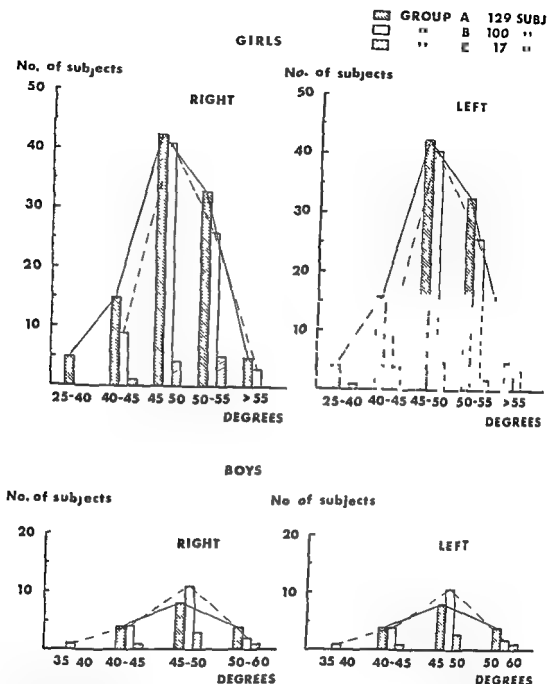 GROUP A 129 SUBJ
" B 100 "
" E 17 "
GIRLS
No. of subjects
RIGHT
50
40
30
20
10
25-40 40-45 45 50 50-55 >55
DEGREES
No. of subjects
LEFT
50
40
30
20
10
25-40 40-45 45-50 50-55 >55
DEGREES
BOYS
No. of subjects
RIGHT
20
10
35 40 40-45 45-50 50-60
DEGREES
No of subjects
LEFT
20
10
35 40 40-45 45 50 50 60
DEGREES